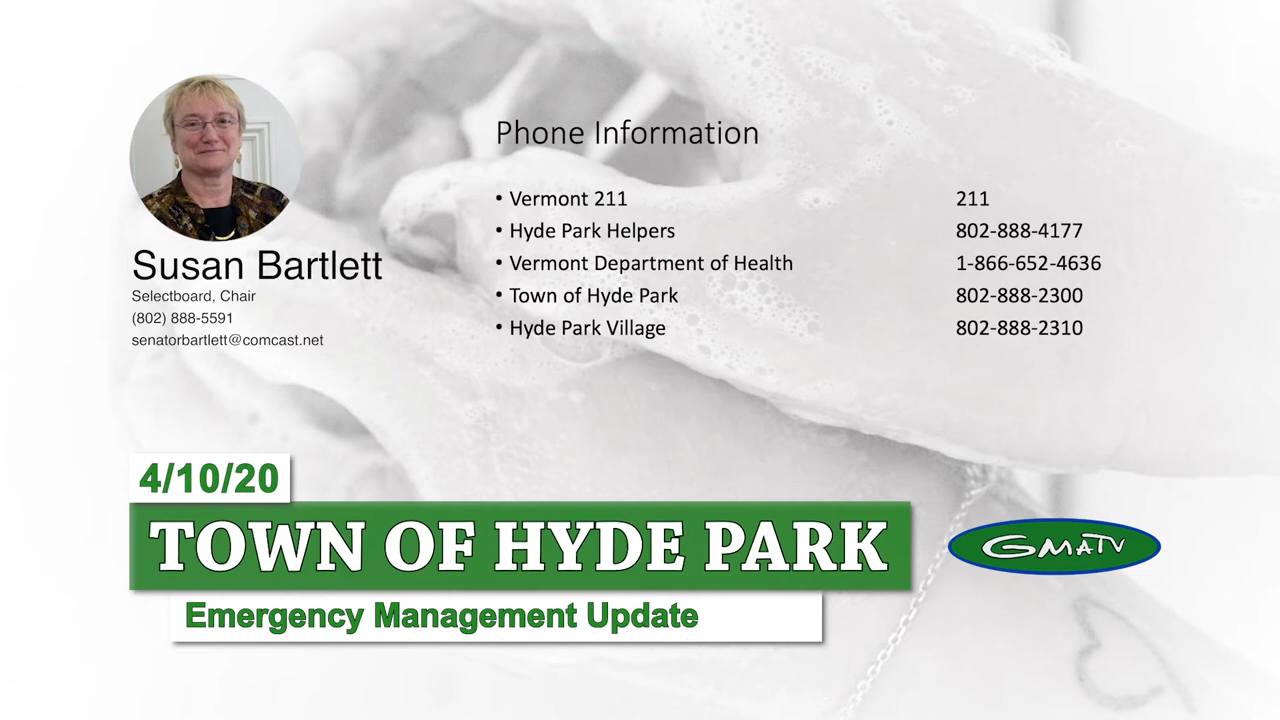 Susan Bartlett
Selectboard, Chair
(802) 888-5591
senatorbartlett@comcast.net
Phone Information
• Vermont 211 211
• Hyde Park Helpers 802-888-4177
• Vermont Department of Health 1-866-652-4636
• Town of Hyde Park 802-888-2300
• Hyde Park Village 802-888-2310
4/10/20
TOWN OF HYDE PARK
GMATV
Emergency Management Update